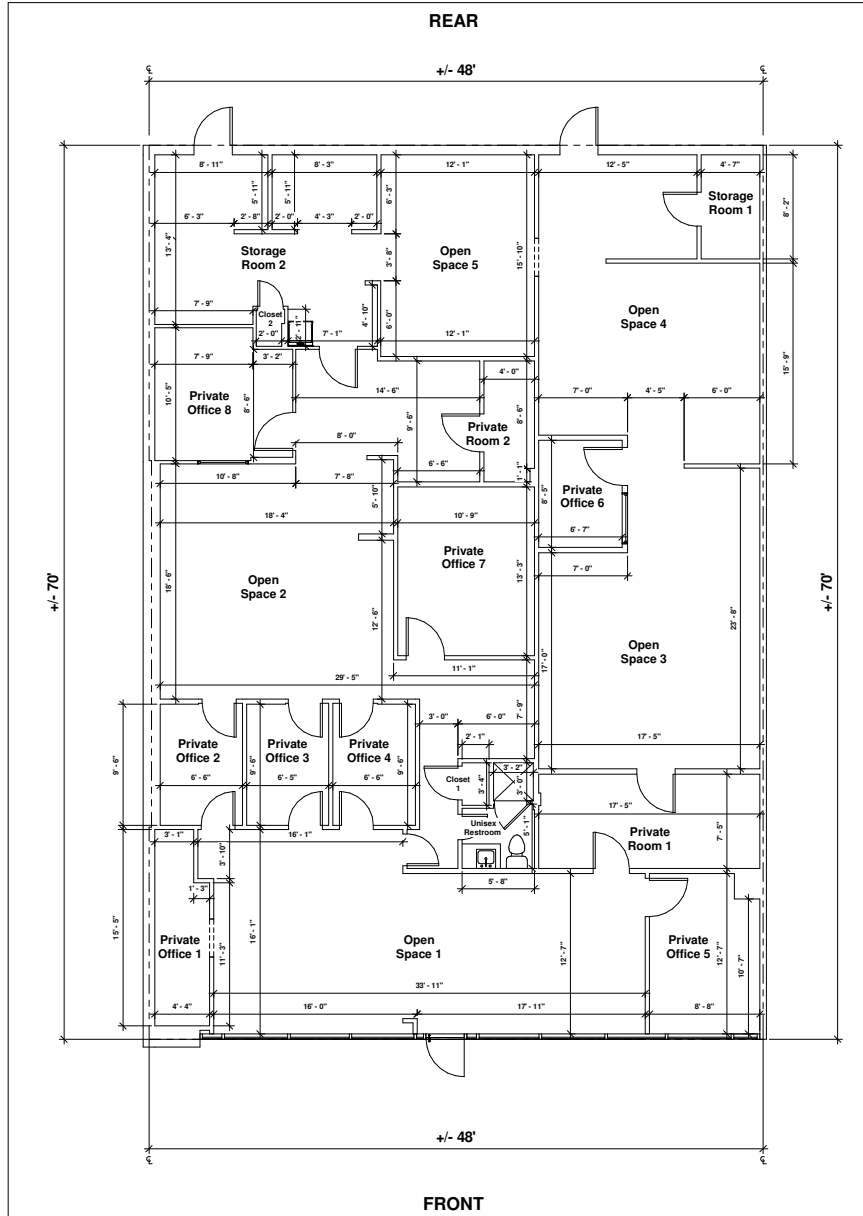 REAR
℄
+/- 48'
℄
8' - 11"
8' - 3"
12' - 1"
12' - 5"
4' - 7"
5' - 11"
5' - 11"
6' - 3"
8' - 2"
Storage
Room 1
6' - 3"
2' - 8"
2' - 0"
4' - 3"
2' - 0"
13' - 4"
Storage
Room 2
3' - 8"
Open
Space 5
15' - 10"
7' - 9"
Closet
2
2' - 11"
4' - 10"
6' - 0"
Open
Space 4
15' - 9"
2' - 0"
7' - 1"
12' - 1"
7' - 9"
3' - 2"
4' - 0"
10' - 5"
Private
Office 8
8' - 6"
14' - 6"
9' - 6"
8' - 6"
7' - 0"
4' - 5"
6' - 0"
Private
Room 2
8' - 0"
6' - 6"
1' - 1"
10' - 8"
7' - 8"
5' - 10"
8' - 5"
Private
Office 6
18' - 4"
10' - 9"
6' - 7"
Private
Office 7
13' - 3"
7' - 0"
+/- 70'
18' - 6"
Open
Space 2
12' - 6"
+/- 70'
17' - 0"
Open
Space 3
23' - 8"
11' - 1"
29' - 5"
3' - 0"
6' - 0"
7' - 9"
2' - 1"
17' - 5"
9' - 6"
Private
Office 2
9' - 6"
Private
Office 3
Private
Office 4
9' - 6"
6' - 6"
6' - 5"
6' - 6"
Closet
1
3' - 4"
3' - 2"
3' - 0"
17' - 5"
Unisex
Restroom
5' - 1"
Private
Room 1
7' - 5"
3' - 1"
16' - 1"
3' - 10"
1' - 3"
5' - 8"
15' - 5"
Private
Office 1
11' - 3"
16' - 1"
Open
Space 1
12' - 7"
Private
Office 5
12' - 7"
10' - 7"
33' - 11"
4' - 4"
16' - 0"
17' - 11"
8' - 8"
℄
+/- 48'
℄
FRONT